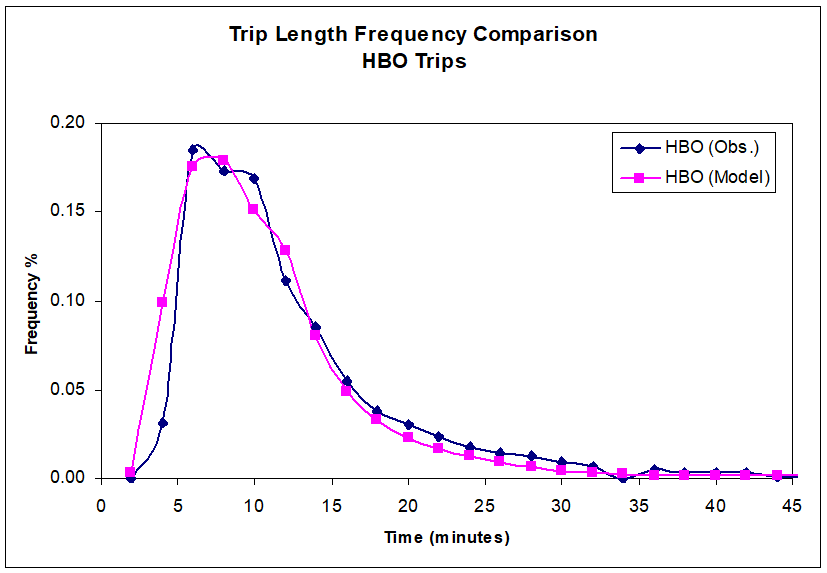 Trip Length Frequency Comparison
HBO Trips
HBO (Obs.)
HBO (Model)
Frequency %
0.20
0.15
0.10
0.05
0.00
0 5 10 15 20 25 30 35 40 45
Time (minutes)